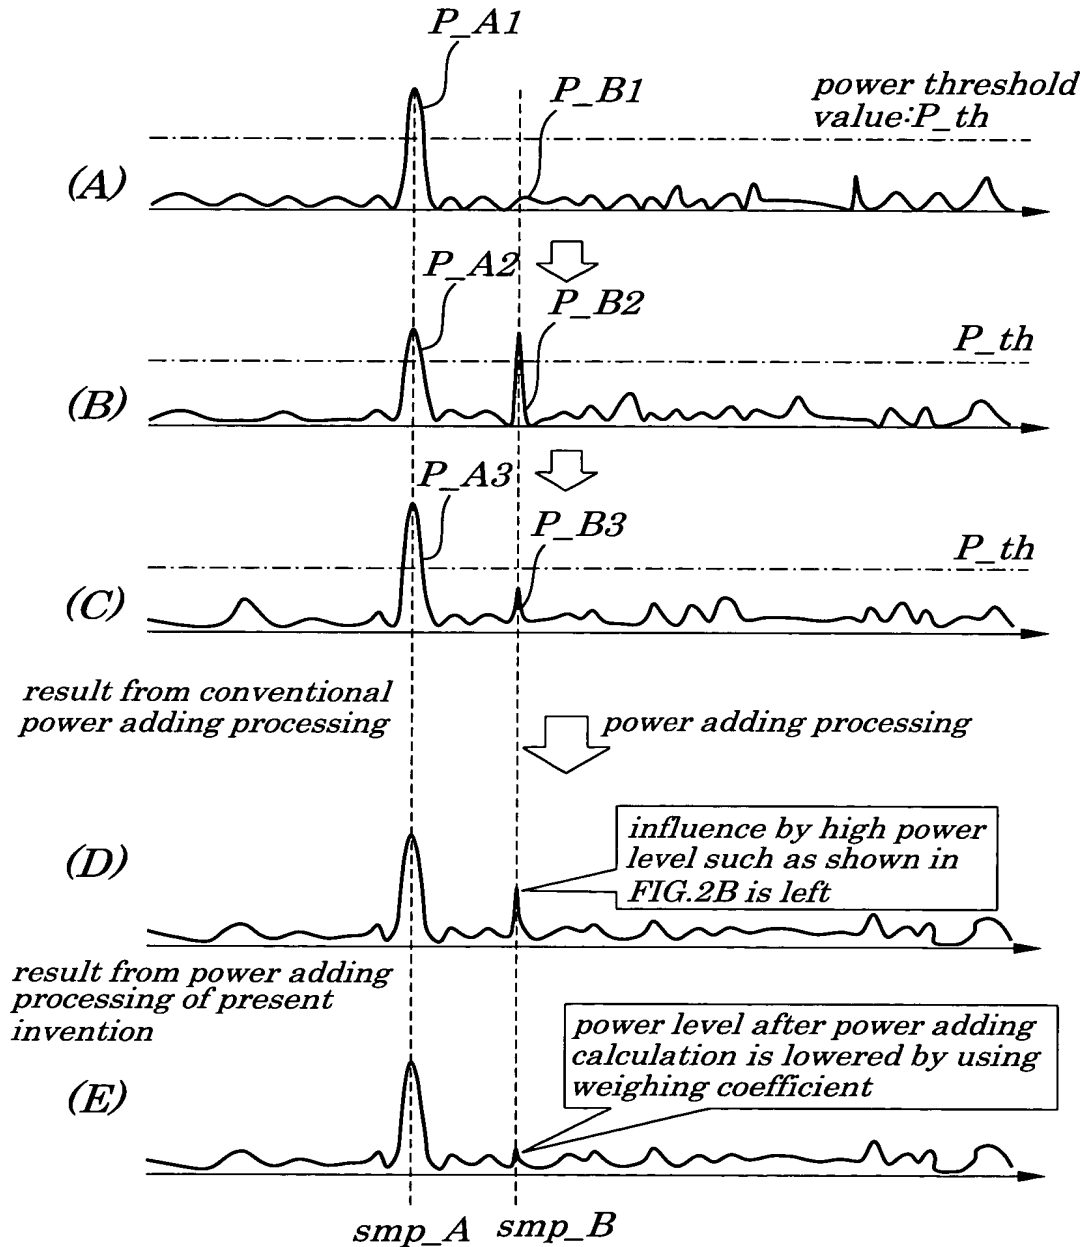 P_A1
P_B1
power threshold
value:P_th
(A)
P_A2
P_B2
P_th
(B)
P_A3
P_B3
P_th
(C)
result from conventional
power adding processing
power adding processing
(D)
influence by high power
level such as shown in
FIG.2B is left
result from power adding
processing of present
invention
power level after power adding
calculation is lowered by using
weighing coefficient
(E)
smp_A
smp_B